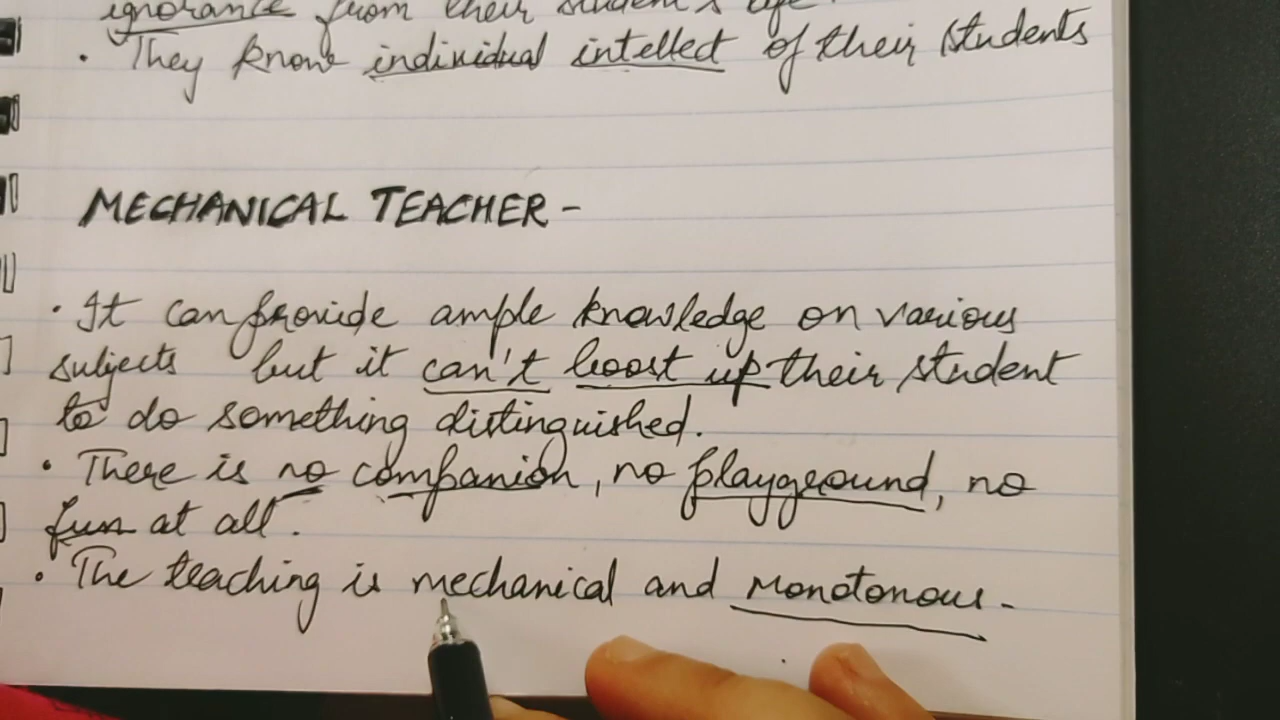 ignorance from their student's life.
• They know individual intellect of their students
MECHANICAL TEACHER -
• It can provide ample knowledge on various
subjects but it can't boost up their student
to do something distinguished.
• There is no companion, no playground, no
fun at all.
• The teaching is mechanical and monotonous.